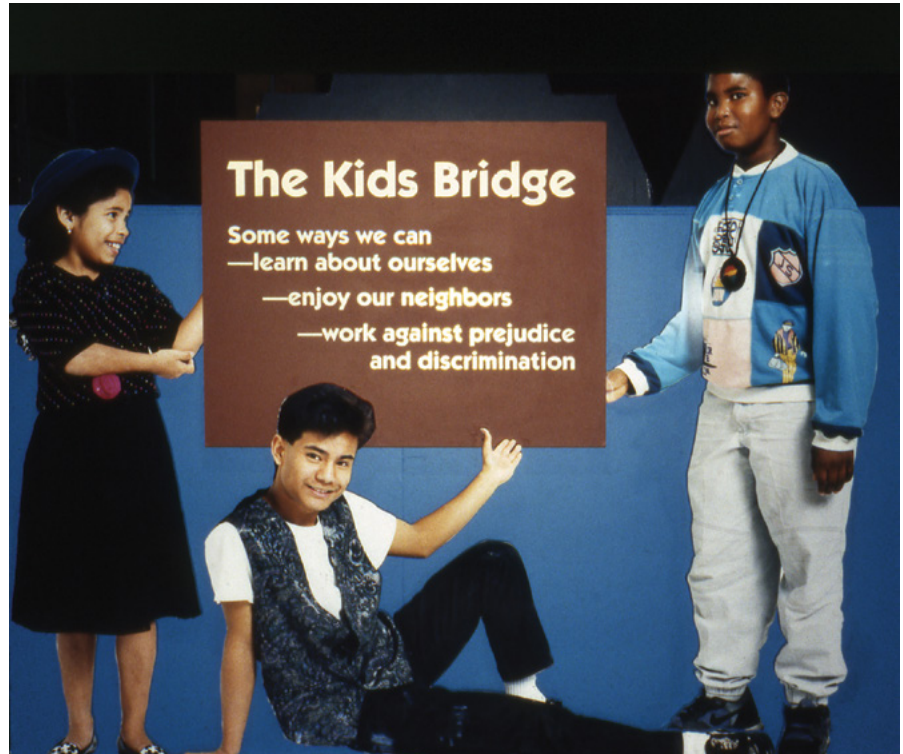 The Kids Bridge
Some ways we can
—learn about ourselves
—enjoy our neighbors
—work against prejudice
and discrimination